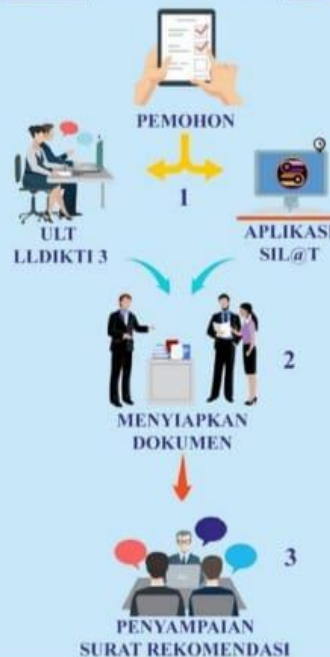 PEMOHON
1
ULT
LLDIKTI 3
APLIKASI
SIL@T
2
MENYIAPKAN
DOKUMEN
3
PENYAMPAIAN
SURAT REKOMENDASI